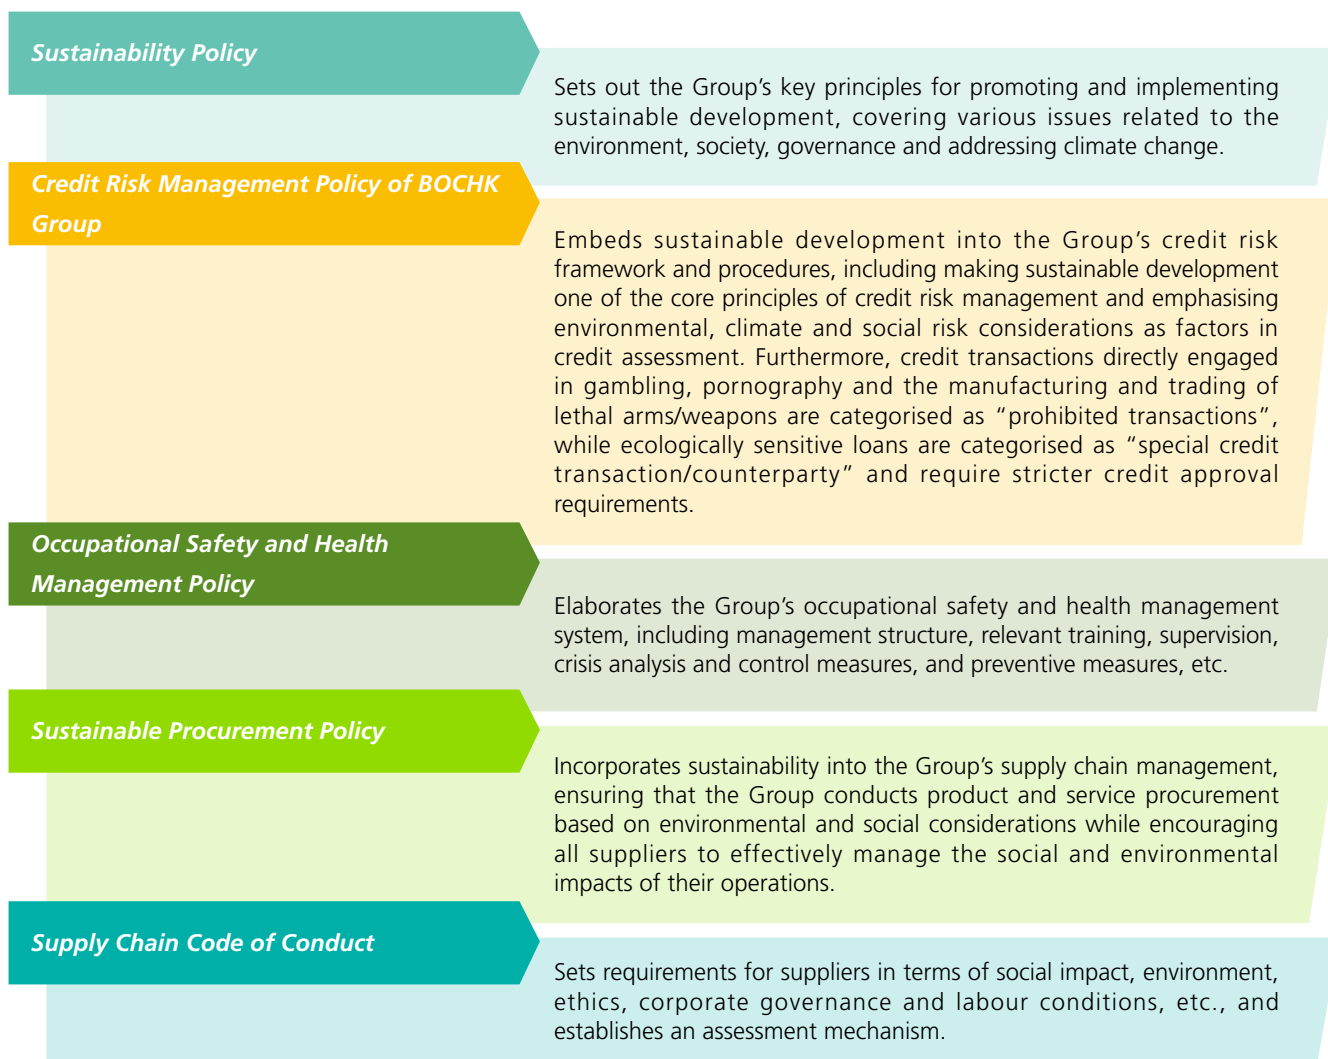 Sustainability Policy
Sets out the Group’s key principles for promoting and implementing
sustainable development, covering various issues related to the
environment, society, governance and addressing climate change.
Credit Risk Management Policy of BOCHK
Group
Embeds sustainable development into the Group’s credit risk
framework and procedures, including making sustainable development
one of the core principles of credit risk management and emphasising
environmental, climate and social risk considerations as factors in
credit assessment. Furthermore, credit transactions directly engaged
in gambling, pornography and the manufacturing and trading of
lethal arms/weapons are categorised as “prohibited transactions”,
while ecologically sensitive loans are categorised as “special credit
transaction/counterparty” and require stricter credit approval
requirements.
Occupational Safety and Health
Management Policy
Elaborates the Group’s occupational safety and health management
system, including management structure, relevant training, supervision,
crisis analysis and control measures, and preventive measures, etc.
Sustainable Procurement Policy
Incorporates sustainability into the Group’s supply chain management,
ensuring that the Group conducts product and service procurement
based on environmental and social considerations while encouraging
all suppliers to effectively manage the social and environmental
impacts of their operations.
Supply Chain Code of Conduct
Sets requirements for suppliers in terms of social impact, environment,
ethics, corporate governance and labour conditions, etc., and
establishes an assessment mechanism.